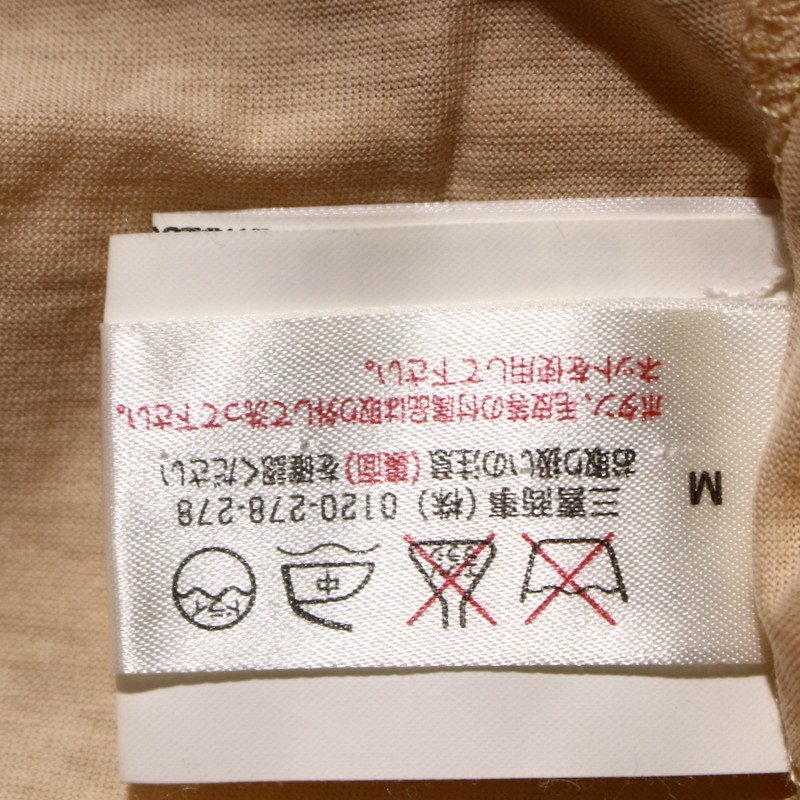 中
ドライ
三喜商事(株) 0120-278-278
お取り扱いの注意(裏面)を確認ください
ボタン、毛皮等の付属品は取り外して洗って下さい。
ネットを使用して下さい。
M